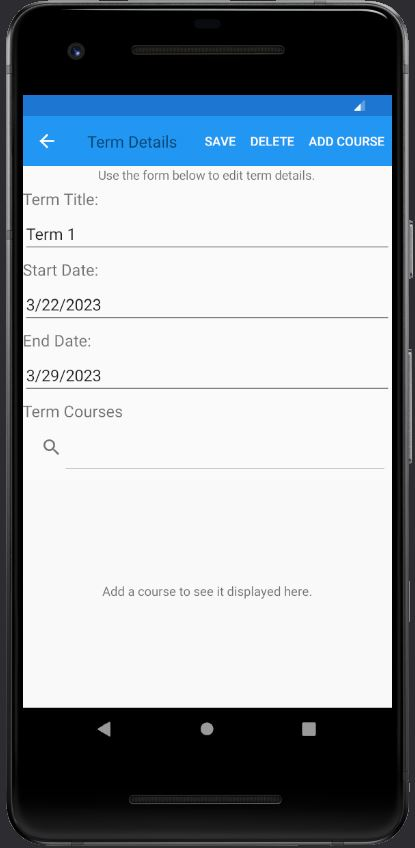 Term Details SAVE DELETE ADD COURSE
Use the form below to edit term details.
Term Title:
Term 1
Start Date:
3/22/2023
End Date:
3/29/2023
Term Courses
Add a course to see it displayed here.